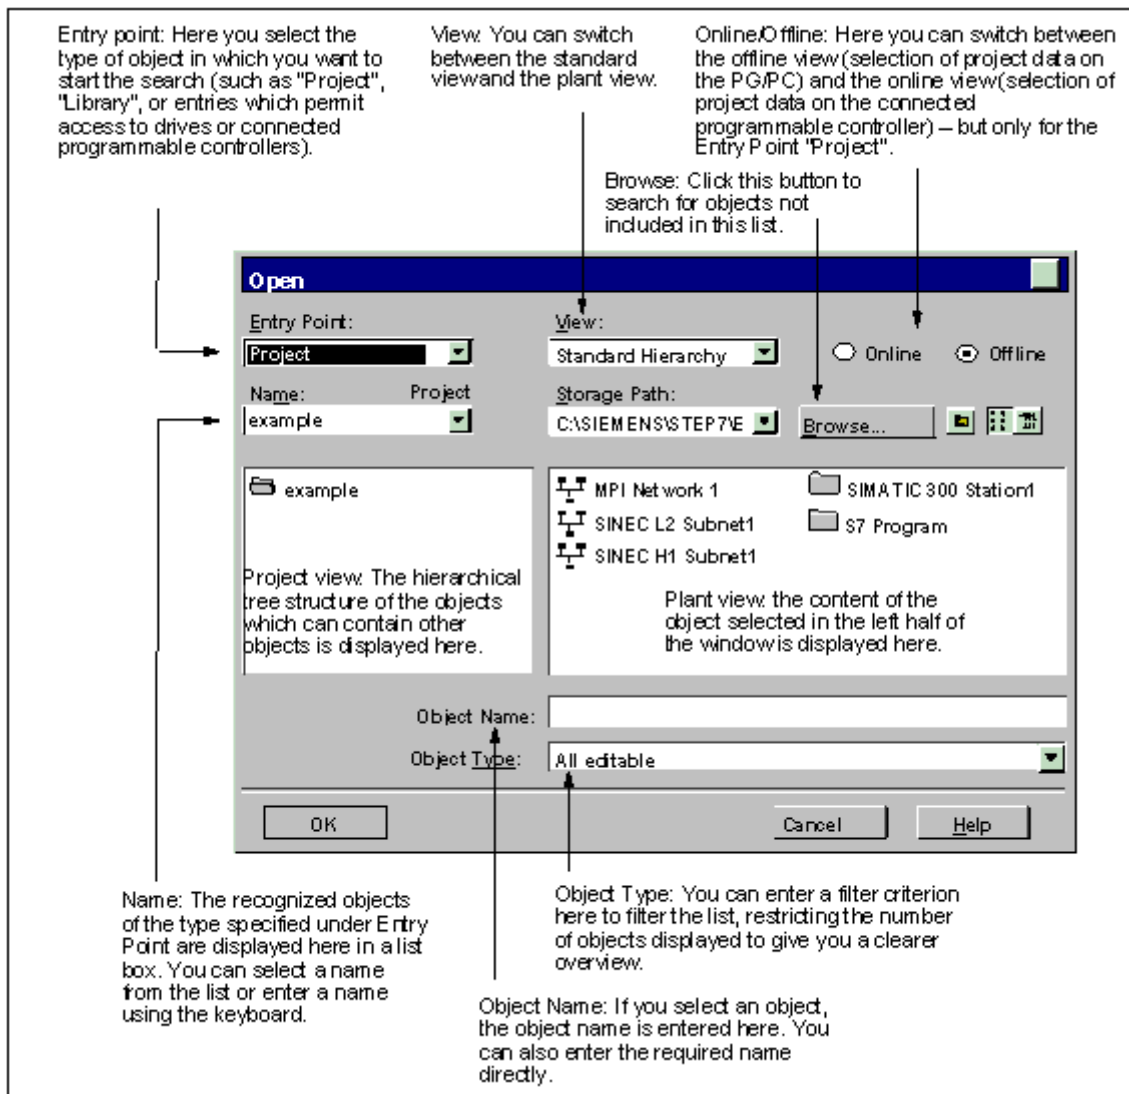 Entry point: Here you select the
type of object in which you want to
start the search (such as "Project",
"Library", or entries which permit
access to drives or connected
programmable controllers).
View: You can switch
between the standard
viewand the plant view.
Online/Offline: Here you can switch between
the offline view (selection of project data on
the PG/PC) and the online view (selection of
project data on the connected
programmable controller) – but only for the
Entry Point "Project".
Browse: Click this button to
search for objects not
included in this list.
Open
Entry Point:
View:
Project
Standard Hierarchy
Online
Offline
Name:
Project
Storage Path:
example
C:\SIEMENS\STEP7\E
Browse...
example
MPI Network 1
SIMATIC 300 Station1
SINEC L2 Subnet1
S7 Program
SINEC H1 Subnet1
Project view: The hierarchical
tree structure of the objects
which can contain other
objects is displayed here.
Plant view: the content of the
object selected in the left half of
the window is displayed here.
Object Name:
Object Type:
All editable
OK
Cancel
Help
Name: The recognized objects
of the type specified under Entry
Point are displayed here in a list
box. You can select a name
from the list or enter a name
using the keyboard.
Object Type: You can enter a filter criterion
here to filter the list, restricting the number
of objects displayed to give you a clearer
overview.
Object Name: If you select an object,
the object name is entered here. You
can also enter the required name
directly.